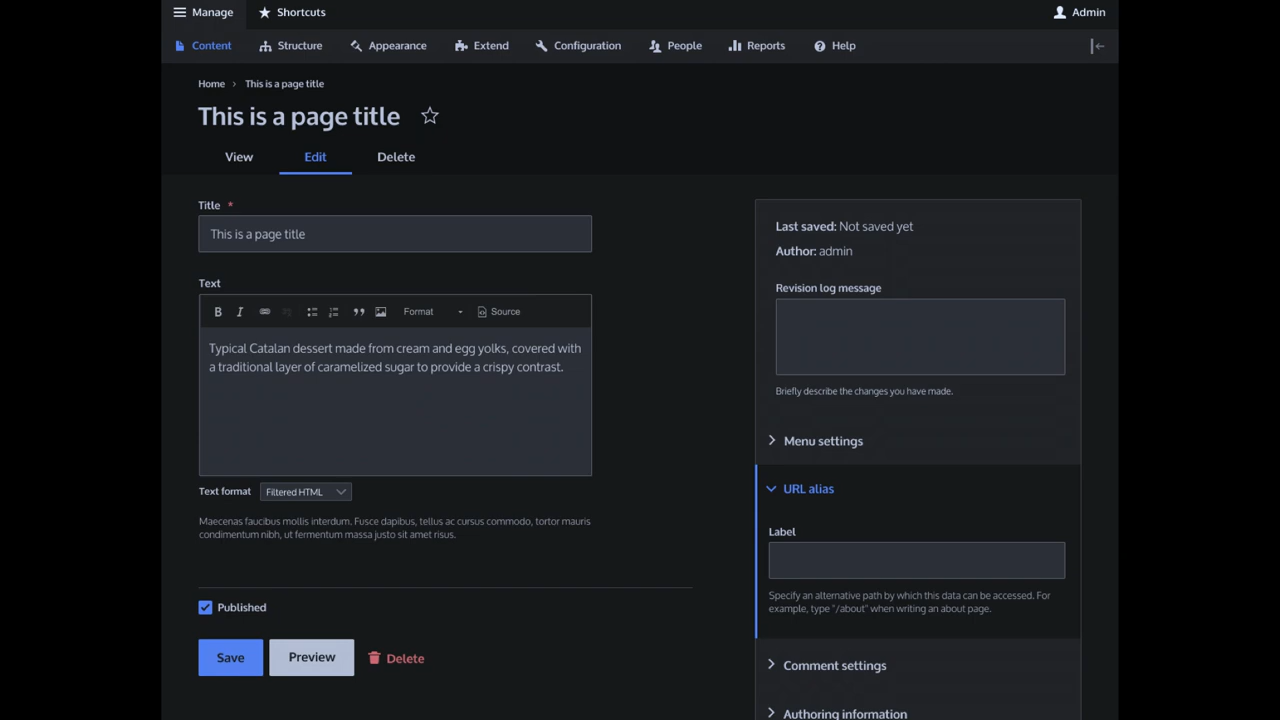 Manage Shortcuts Admin
Content Structure Appearance Extend Configuration People Reports Help
Home › This is a page title
This is a page title
View Edit Delete
Title *
This is a page title
Text
B I Format Source
Typical Catalan dessert made from cream and egg yolks, covered with
a traditional layer of caramelized sugar to provide a crispy contrast.
Text format Filtered HTML
Maecenas faucibus mollis interdum. Fusce dapibus, tellus ac cursus commodo, tortor mauris
condimentum nibh, ut fermentum massa justo sit amet risus.
Published
Save Preview Delete
Last saved: Not saved yet
Author: admin
Revision log message
Briefly describe the changes you have made.
Menu settings
URL alias
Label
Specify an alternative path by which this data can be accessed. For
example, type "/about" when writing an about page.
Comment settings
Authoring information